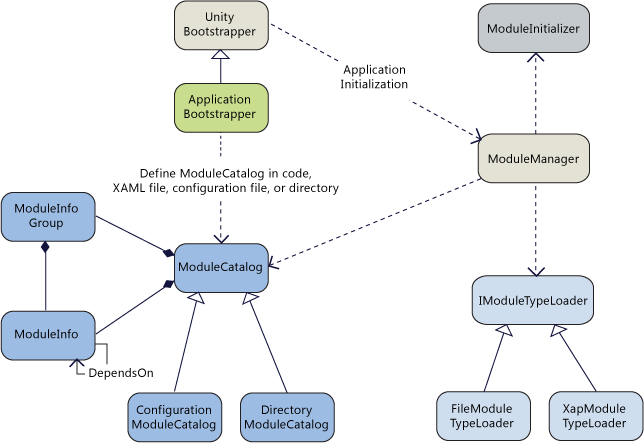 Unity
Bootstrapper
ModuleInitializer
Application
Initialization
Application
Bootstrapper
ModuleManager
Define ModuleCatalog in code,
XAML file, configuration file, or directory
ModuleInfo
Group
ModuleCatalog
IModuleTypeLoader
ModuleInfo
DependsOn
Configuration
ModuleCatalog
Directory
ModuleCatalog
FileModule
TypeLoader
XapModule
TypeLoader